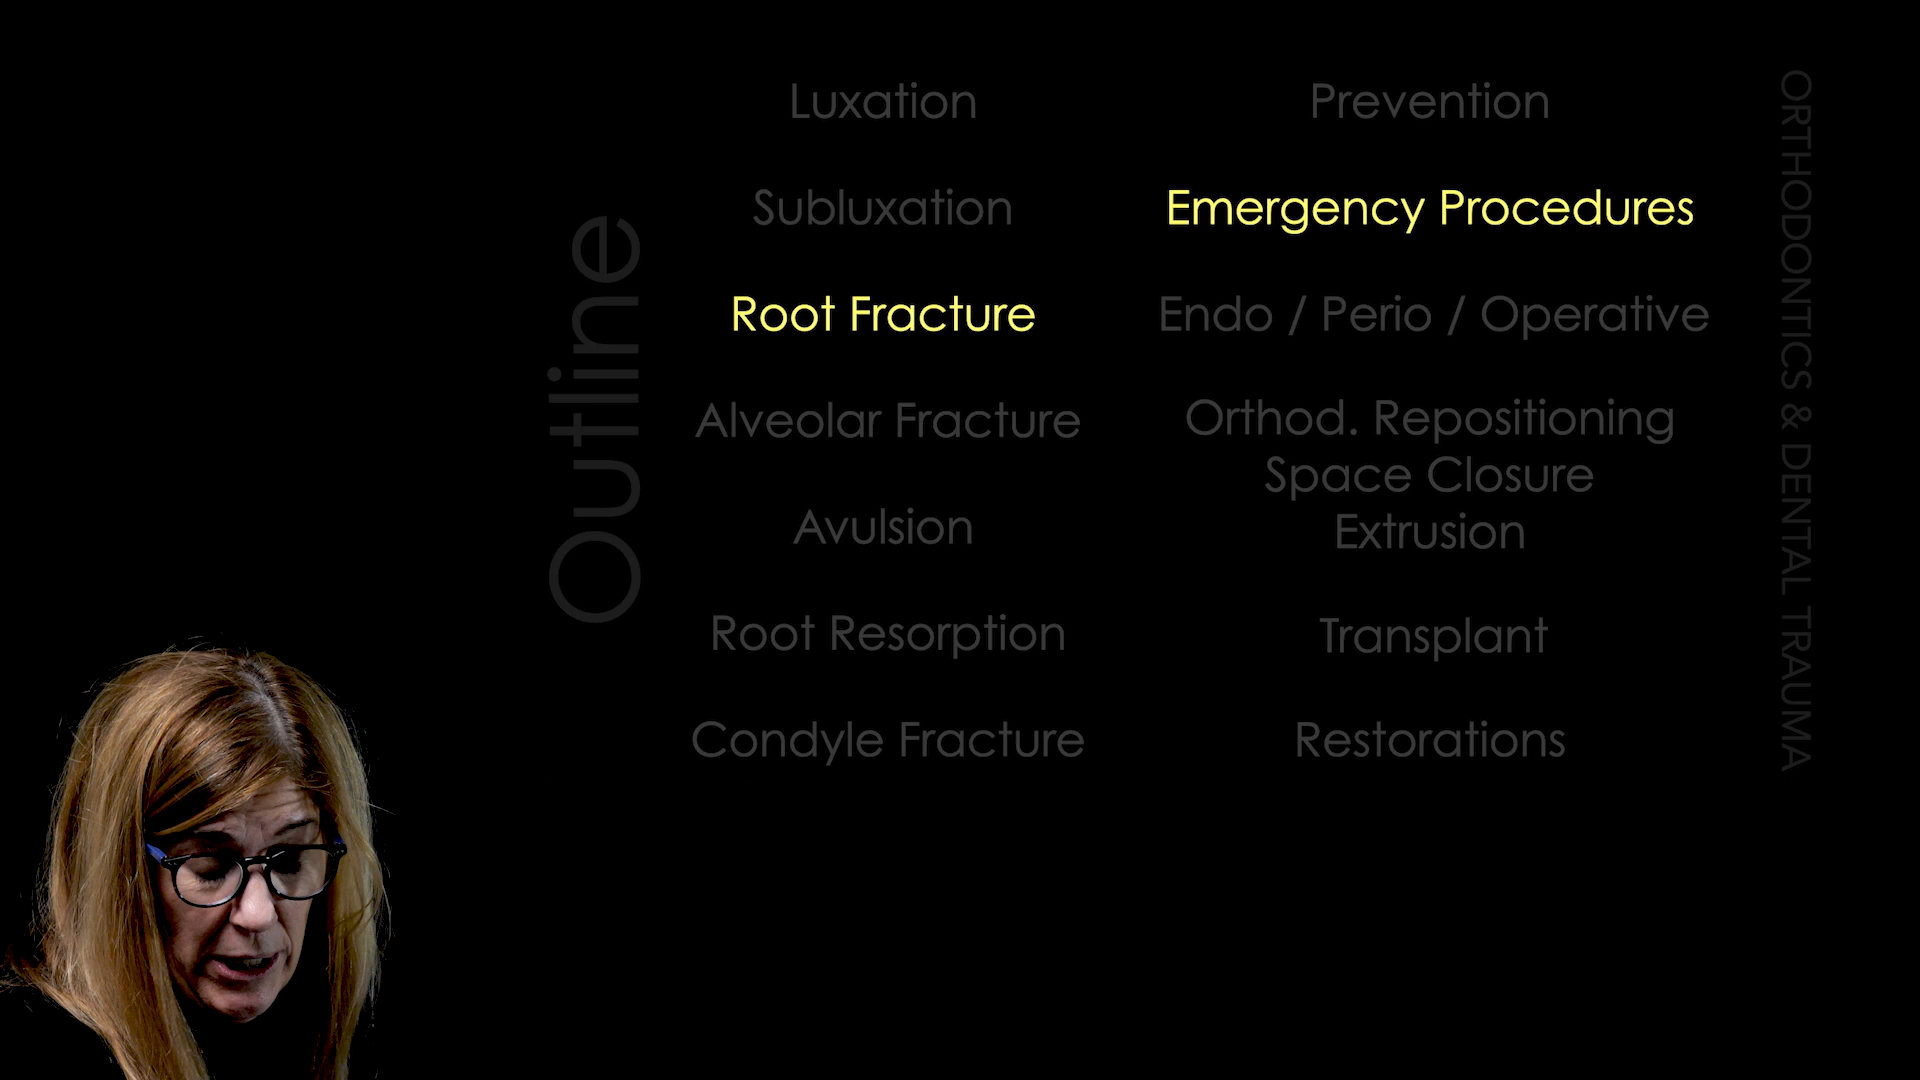 Outline
Luxation
Subluxation
Root Fracture
Alveolar Fracture
Avulsion
Root Resorption
Condyle Fracture
Prevention
Emergency Procedures
Endo / Perio / Operative
Orthod. Repositioning
Space Closure
Extrusion
Transplant
Restorations
ORTHODONTICS & DENTAL TRAUMA